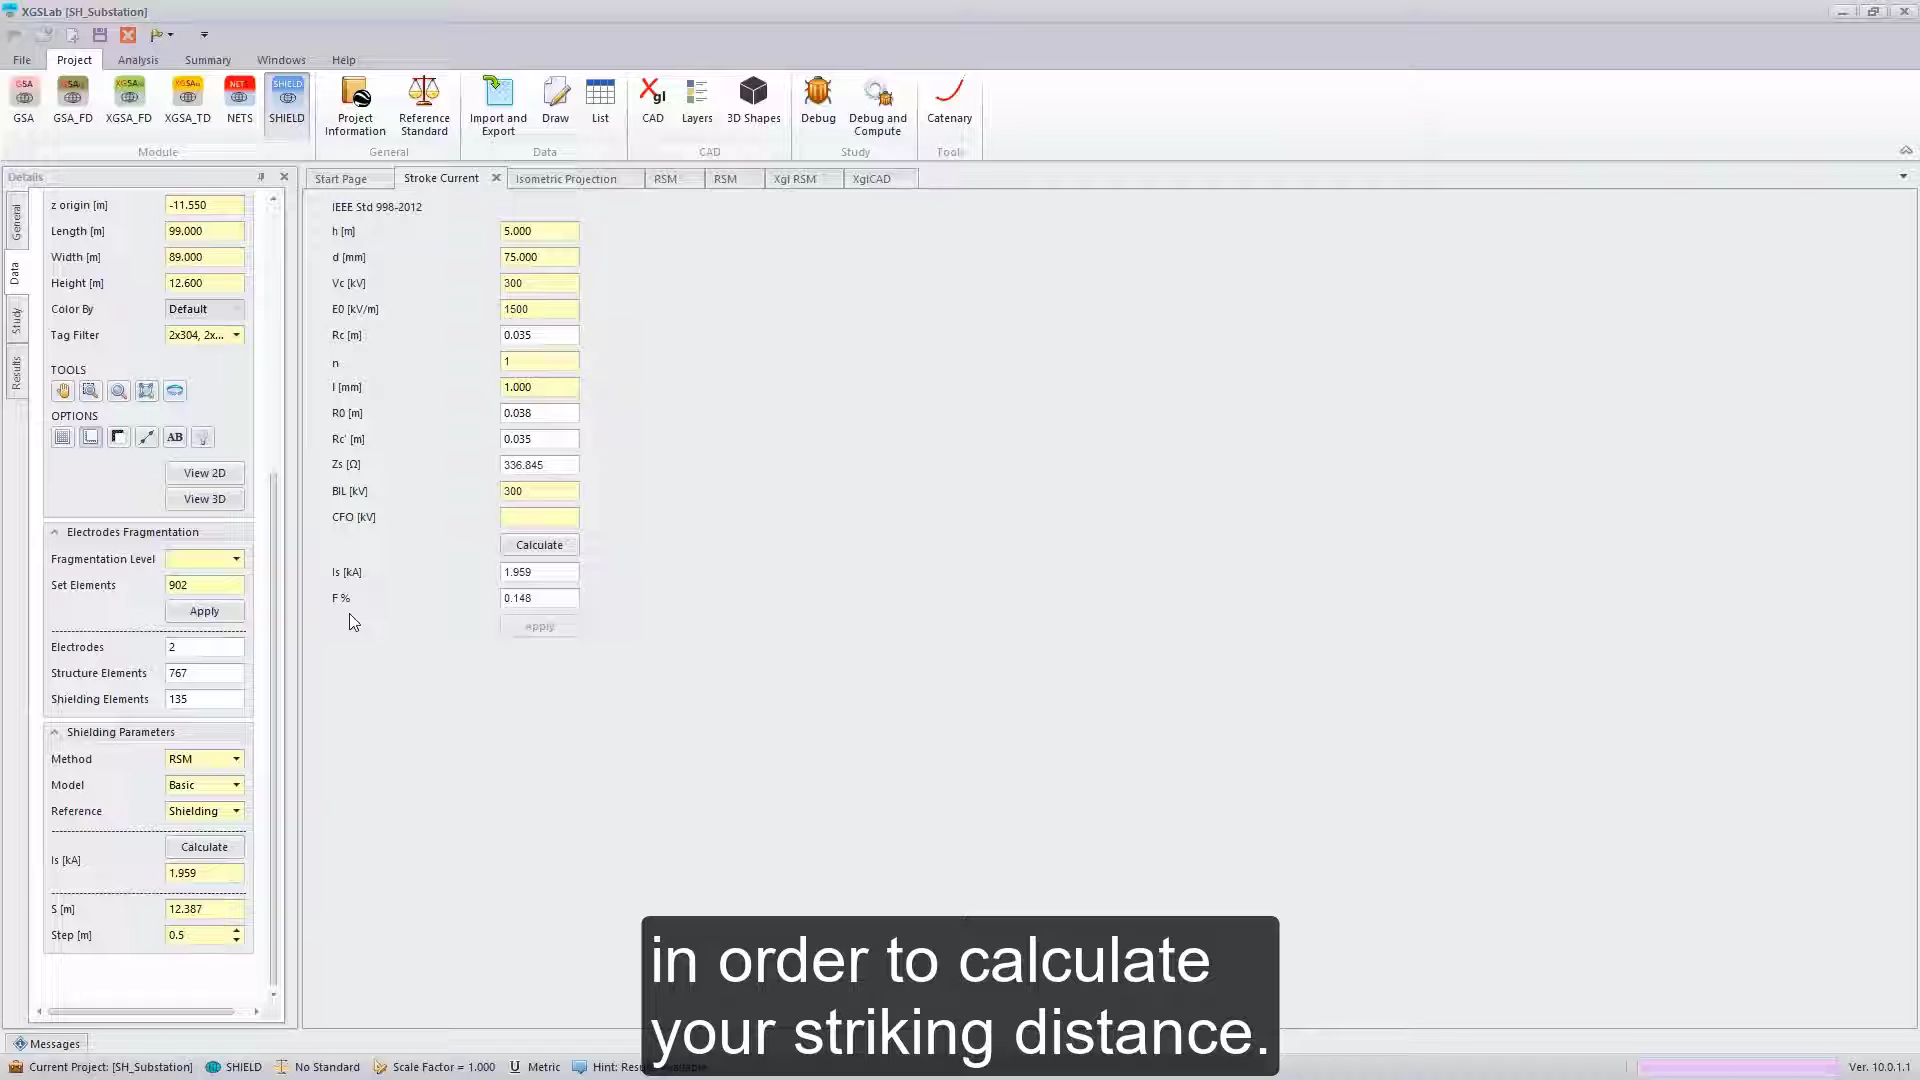 XGSLab [SH_Substation]
File Project Analysis Summary Windows Help
GSA GSA_FD XGSA_FD XGSA_TD NETS SHIELD
Project Information
Reference Standard
Import and Export
Draw
List
CAD
Layers
3D Shapes
Debug
Debug and Compute
Catenary
Module General Data CAD Study Tools
Details
Start Page Stroke Current Isometric Projection RSM RSM Xgl RSM XglCAD
General
Data
Study
Results
z origin [m] -11.550
Length [m] 99.000
Width [m] 89.000
Height [m] 12.600
Color By Default
Tag Filter 2x304, 2x...
TOOLS
OPTIONS
AB
View 2D
View 3D
Electrodes Fragmentation
Fragmentation Level
Set Elements 902
Apply
Electrodes 2
Structure Elements 767
Shielding Elements 135
Shielding Parameters
Method RSM
Model Basic
Reference Shielding
Calculate
Is [kA]
1.959
S [m] 12.387
Step [m] 0.5
IEEE Std 998-2012
h [m] 5.000
d [mm] 75.000
Vc [kV] 300
E0 [kV/m] 1500
Rc [m] 0.035
n 1
l [mm] 1.000
R0 [m] 0.038
Rc' [m] 0.035
Zs [Ω] 336.845
BIL [kV] 300
CFO [kV]
Calculate
Is [kA] 1.959
F % 0.148
Apply
in order to calculate
your striking distance.
Messages
Current Project: [SH_Substation] SHIELD No Standard Scale Factor = 1.000 U Metric Hint: Ver. 10.0.1.1